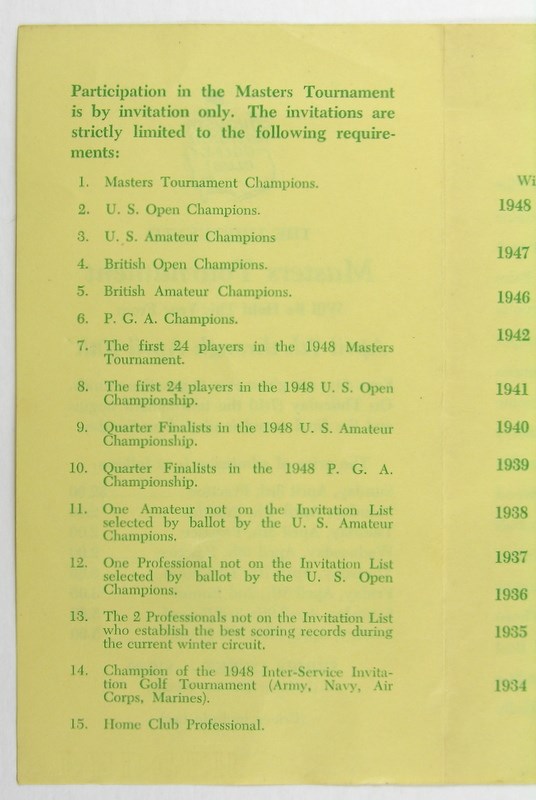 Participation in the Masters Tournament
is by invitation only. The invitations are
strictly limited to the following require-
ments:
1. Masters Tournament Champions.
2. U. S. Open Champions.
3. U. S. Amateur Champions
4. British Open Champions.
5. British Amateur Champions.
6. P. G. A. Champions.
7. The first 24 players in the 1948 Masters
Tournament.
8. The first 24 players in the 1948 U. S. Open
Championship.
9. Quarter Finalists in the 1948 U. S. Amateur
Championship.
10. Quarter Finalists in the 1948 P. G. A.
Championship.
11. One Amateur not on the Invitation List
selected by ballot by the U. S. Amateur
Champions.
12. One Professional not on the Invitation List
selected by ballot by the U. S. Open
Champions.
13. The 2 Professionals not on the Invitation List
who establish the best scoring records during
the current winter circuit.
14. Champion of the 1948 Inter-Service Invita-
tion Golf Tournament (Army, Navy, Air
Corps, Marines).
15. Home Club Professional.
Wi
1948
1947
1946
1942
1941
1940
1939
1938
1937
1936
1935
1934